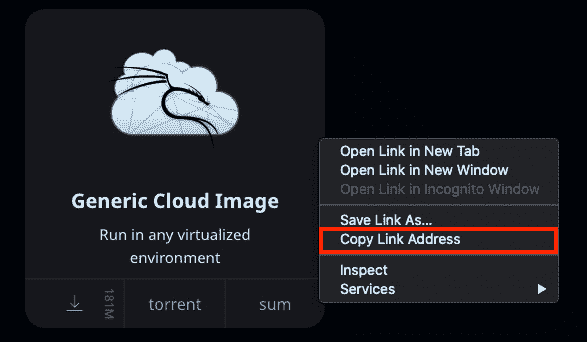 Generic Cloud Image
Run in any virtualized
environment
181M
torrent
sum
Open Link in New Tab
Open Link in New Window
Open Link in Incognito Window
Save Link As...
Copy Link Address
Inspect
Services